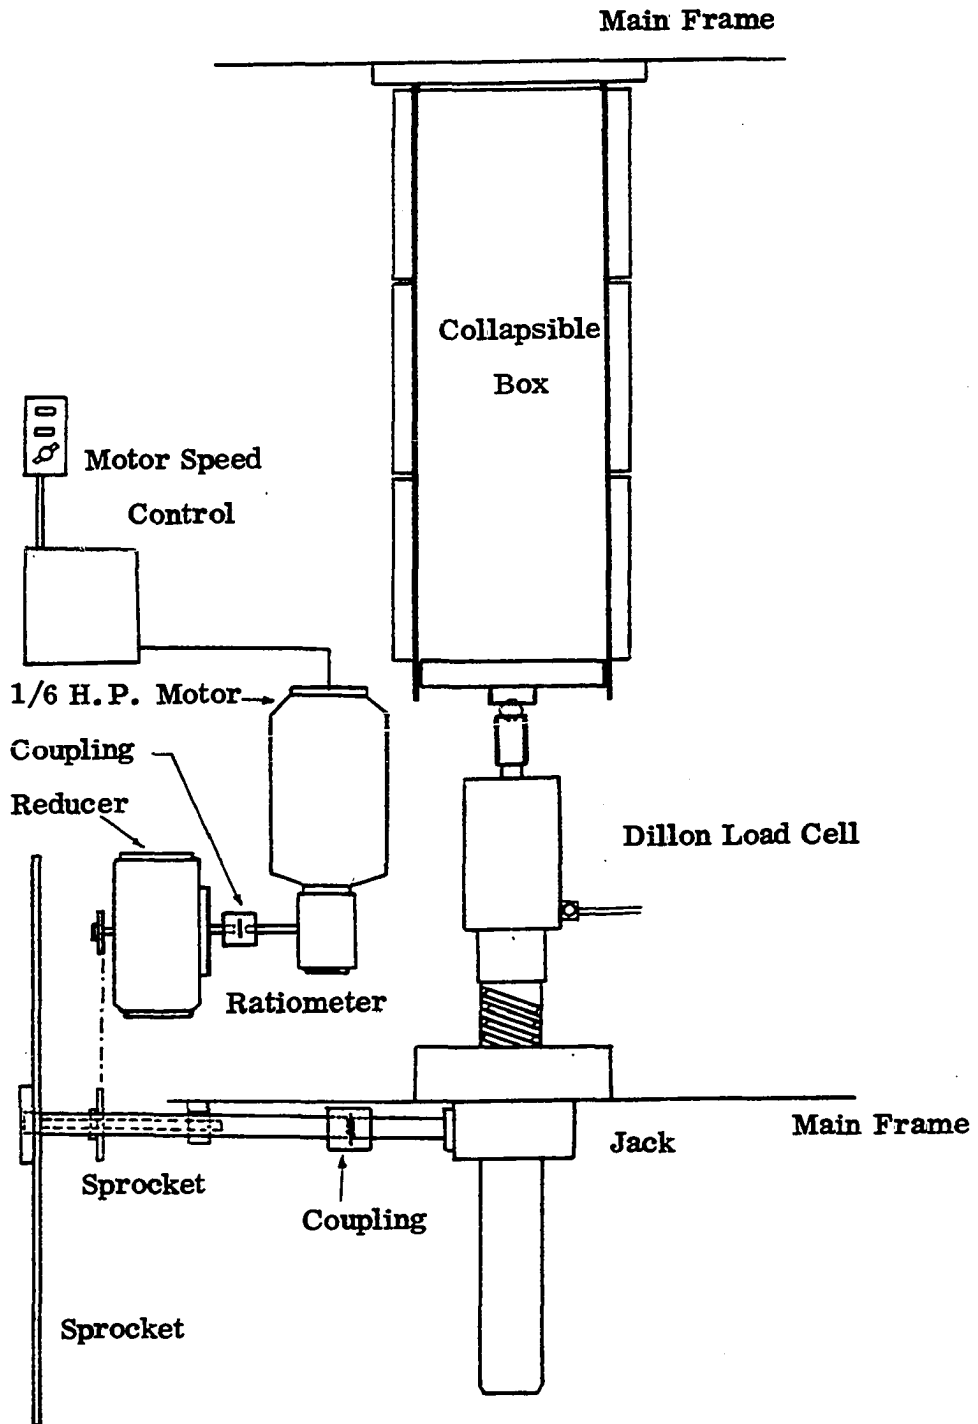 Main Frame
Collapsible
Box
Motor Speed
Control
1/6 H.P. Motor
Coupling
Reducer
Dillon Load Cell
Ratiometer
Main Frame
Jack
Sprocket
Coupling
Sprocket